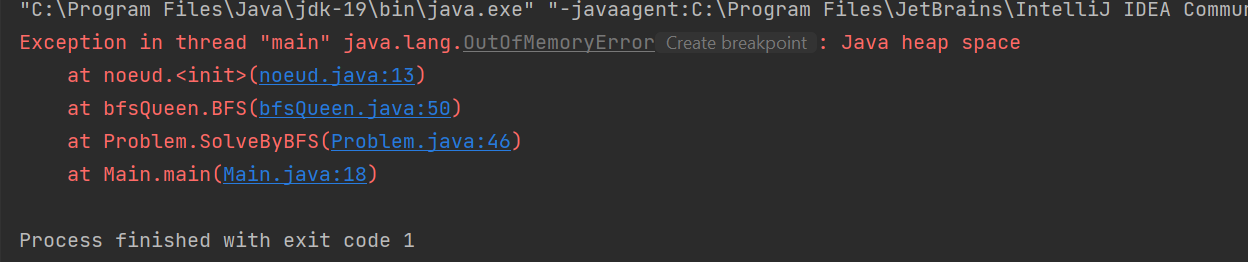 "C:\Program Files\Java\jdk-19\bin\java.exe" "-javaagent:C:\Program Files\JetBrains\IntelliJ IDEA Commun
Exception in thread "main" java.lang.OutOfMemoryError Create breakpoint : Java heap space
at noeud.<init>(noeud.java:13)
at bfsQueen.BFS(bfsQueen.java:50)
at Problem.SolveByBFS(Problem.java:46)
at Main.main(Main.java:18)
Process finished with exit code 1